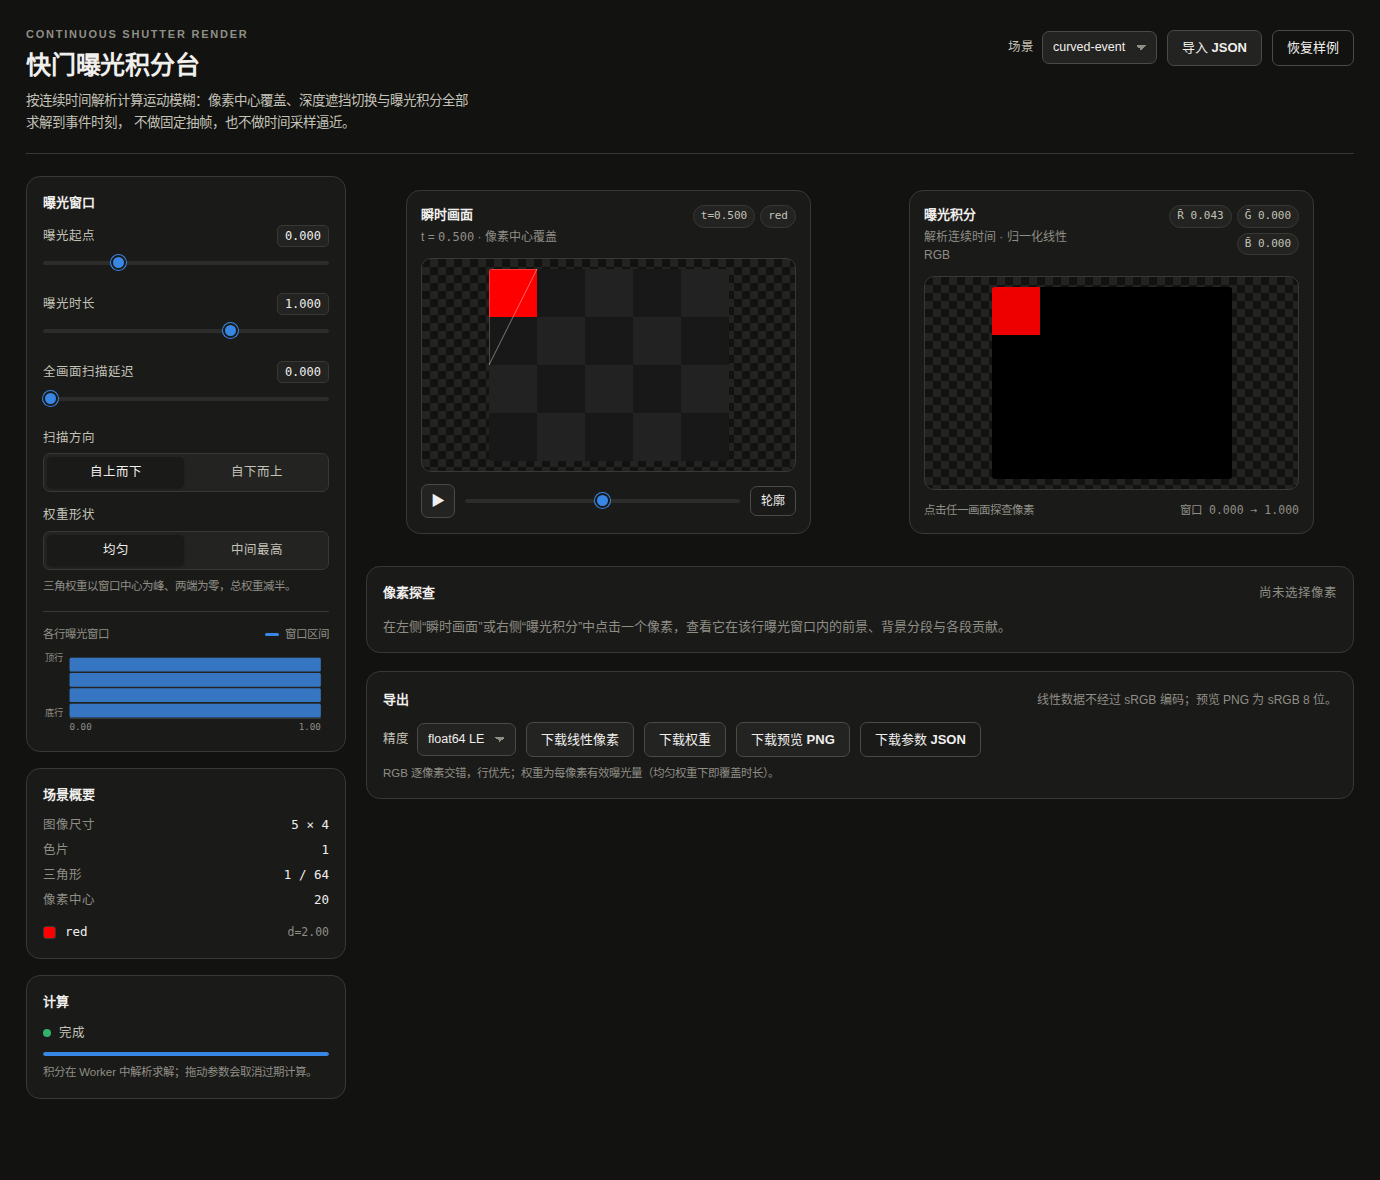 CONTINUOUS SHUTTER RENDER
快门曝光积分台
按连续时间解析计算运动模糊：像素中心覆盖、深度遮挡切换与曝光积分全部
求解到事件时刻， 不做固定抽帧，也不做时间采样逼近。
场景 curved-event 导入 JSON 恢复样例
曝光窗口
曝光起点 0.000
曝光时长 1.000
全画面扫描延迟 0.000
扫描方向
自上而下 自下而上
权重形状
均匀 中间最高
三角权重以窗口中心为峰、两端为零，总权重减半。
各行曝光窗口 窗口区间
顶行
底行
0.00 1.00
场景概要
图像尺寸 5 × 4
色片 1
三角形 1 / 64
像素中心 20
red d=2.00
计算
完成
积分在 Worker 中解析求解；拖动参数会取消过期计算。
瞬时画面 t=0.500 red
t = 0.500 · 像素中心覆盖
▶ 轮廓
曝光积分 R̄ 0.043 Ḡ 0.000
解析连续时间 · 归一化线性 B̄ 0.000
RGB
点击任一画面探查像素 窗口 0.000 → 1.000
像素探查 尚未选择像素
在左侧“瞬时画面”或右侧“曝光积分”中点击一个像素，查看它在该行曝光窗口内的前景、背景分段与各段贡献。
导出 线性数据不经过 sRGB 编码；预览 PNG 为 sRGB 8 位。
精度 float64 LE 下载线性像素 下载权重 下载预览 PNG 下载参数 JSON
RGB 逐像素交错，行优先；权重为每像素有效曝光量（均匀权重下即覆盖时长）。